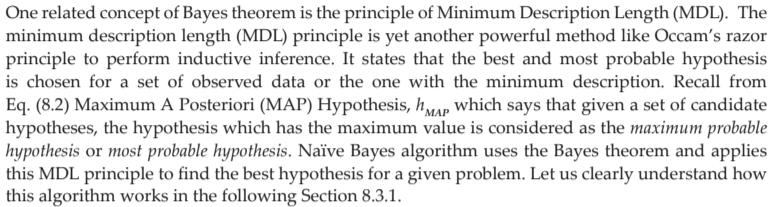 One related concept of Bayes theorem is the principle of Minimum Description Length (MDL). The
minimum description length (MDL) principle is yet another powerful method like Occam's razor
principle to perform inductive inference. It states that the best and most probable hypothesis
is chosen for a set of observed data or the one with the minimum description. Recall from
Eq. (8.2) Maximum A Posteriori (MAP) Hypothesis, h_MAP which says that given a set of candidate
hypotheses, the hypothesis which has the maximum value is considered as the maximum probable
hypothesis or most probable hypothesis. Naïve Bayes algorithm uses the Bayes theorem and applies
this MDL principle to find the best hypothesis for a given problem. Let us clearly understand how
this algorithm works in the following Section 8.3.1.